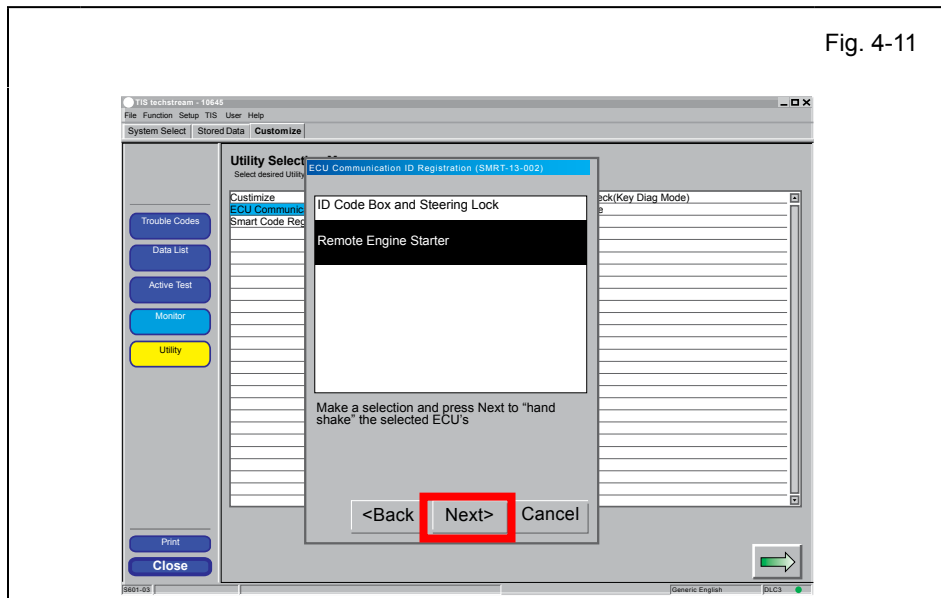 Fig. 4-11
TIS techstream - 10645
File Function Setup TIS User Help
System Select Stored Data Customize
Utility Select
Select desired Utility
ECU Communication ID Registration (SMRT-13-002)
Custimize
eck(Key Diag Mode)
ECU Communic
e
Smart Code Reg
ID Code Box and Steering Lock
Remote Engine Starter
Trouble Codes
Data List
Active Test
Monitor
Utility
Make a selection and press Next to “hand
shake” the selected ECU's
<Back Next> Cancel
Print
Close
S601-03 Generic English DLC3